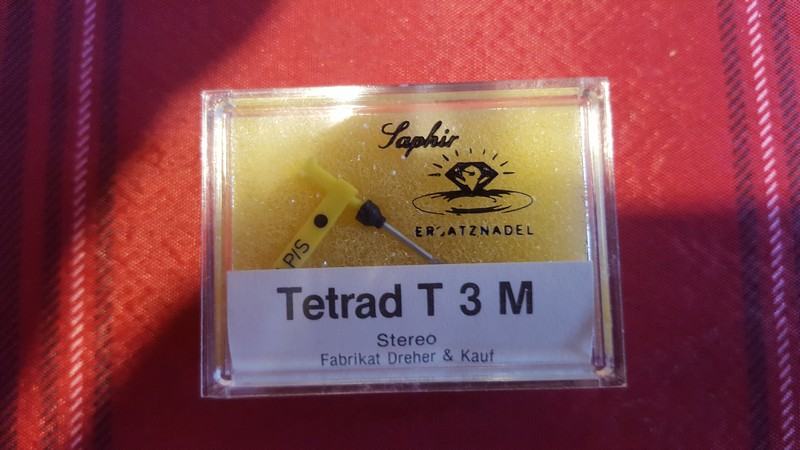 Saphir
ERSATZNADEL
P/S
Tetrad T 3 M
Stereo
Fabrikat Dreher & Kauf